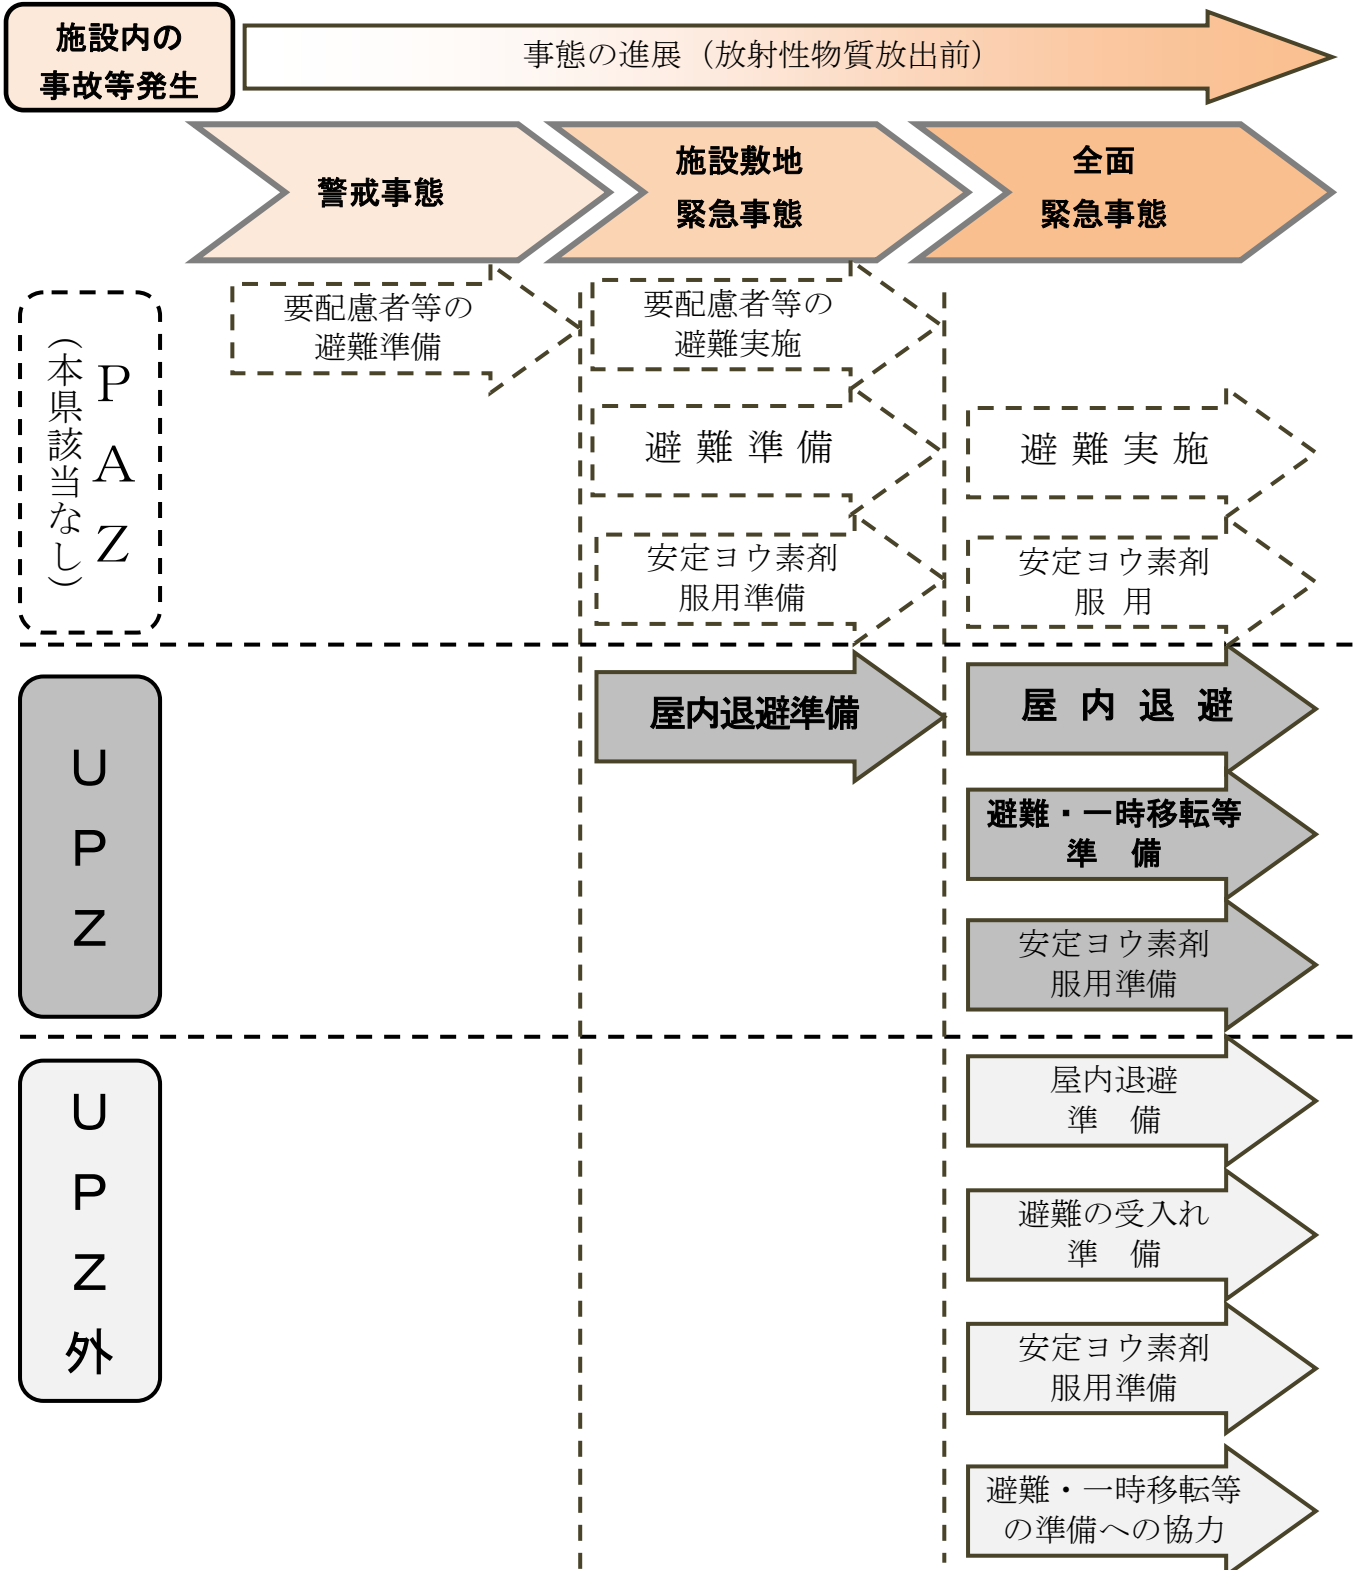 施設内の
事故等発生
事態の進展（放射性物質放出前）
警戒事態
施設敷地
緊急事態
全面
緊急事態
ＰＡＺ
（本県該当なし）
要配慮者等の
避難準備
要配慮者等の
避難実施
避 難 準 備
避 難 実 施
安定ヨウ素剤
服用準備
安定ヨウ素剤
服 用
ＵＰＺ
屋内退避準備
屋 内 退 避
避難・一時移転等
準　備
安定ヨウ素剤
服用準備
ＵＰＺ外
屋内退避
準　備
避難の受入れ
準　備
安定ヨウ素剤
服用準備
避難・一時移転等
の準備への協力